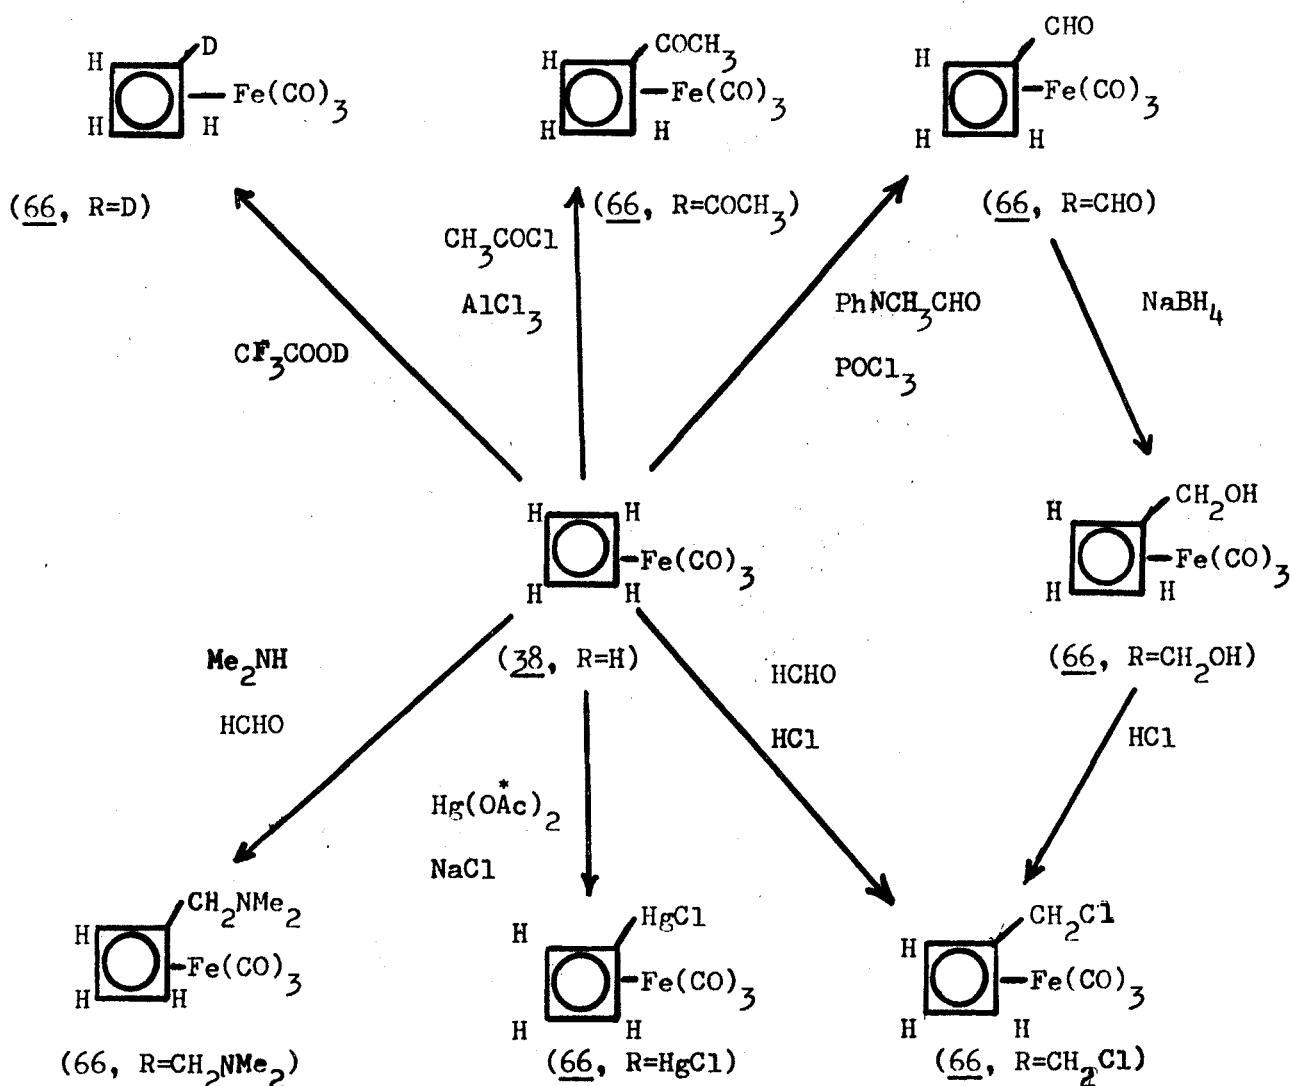 D
H
Fe(CO)3
H
H
(66, R=D)
COCH3
H
Fe(CO)3
H
H
(66, R=COCH3)
CHO
H
Fe(CO)3
H
H
(66, R=CHO)
CH3COCl
AlCl3
CF3COOD
PhNCH3CHO
POCl3
NaBH4
H
H
Fe(CO)3
H
H
(38, R=H)
CH2OH
H
Fe(CO)3
H
H
(66, R=CH2OH)
Me2NH
HCHO
Hg(OAc)2
*
NaCl
HCHO
HCl
HCl
CH2NMe2
H
Fe(CO)3
H
H
(66, R=CH2NMe2)
HgCl
H
Fe(CO)3
H
H
(66, R=HgCl)
CH2Cl
H
Fe(CO)3
H
H
(66, R=CH2Cl)